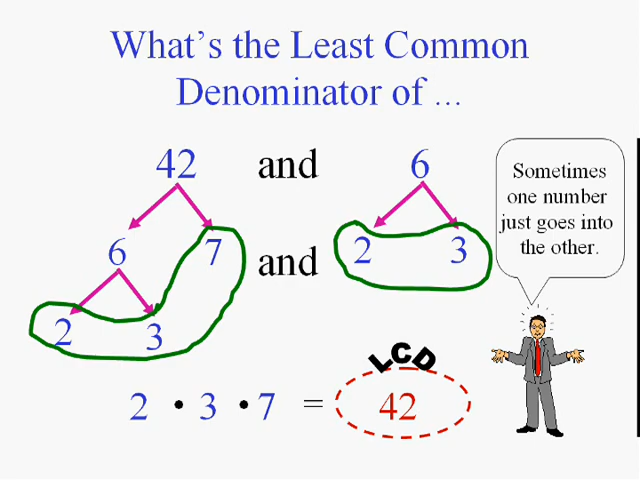 What's the Least Common
Denominator of ...
42 and 6
Sometimes
one number
just goes into
the other.
6 7 and 2 3
2 3
LCD
2 • 3 • 7 = 42